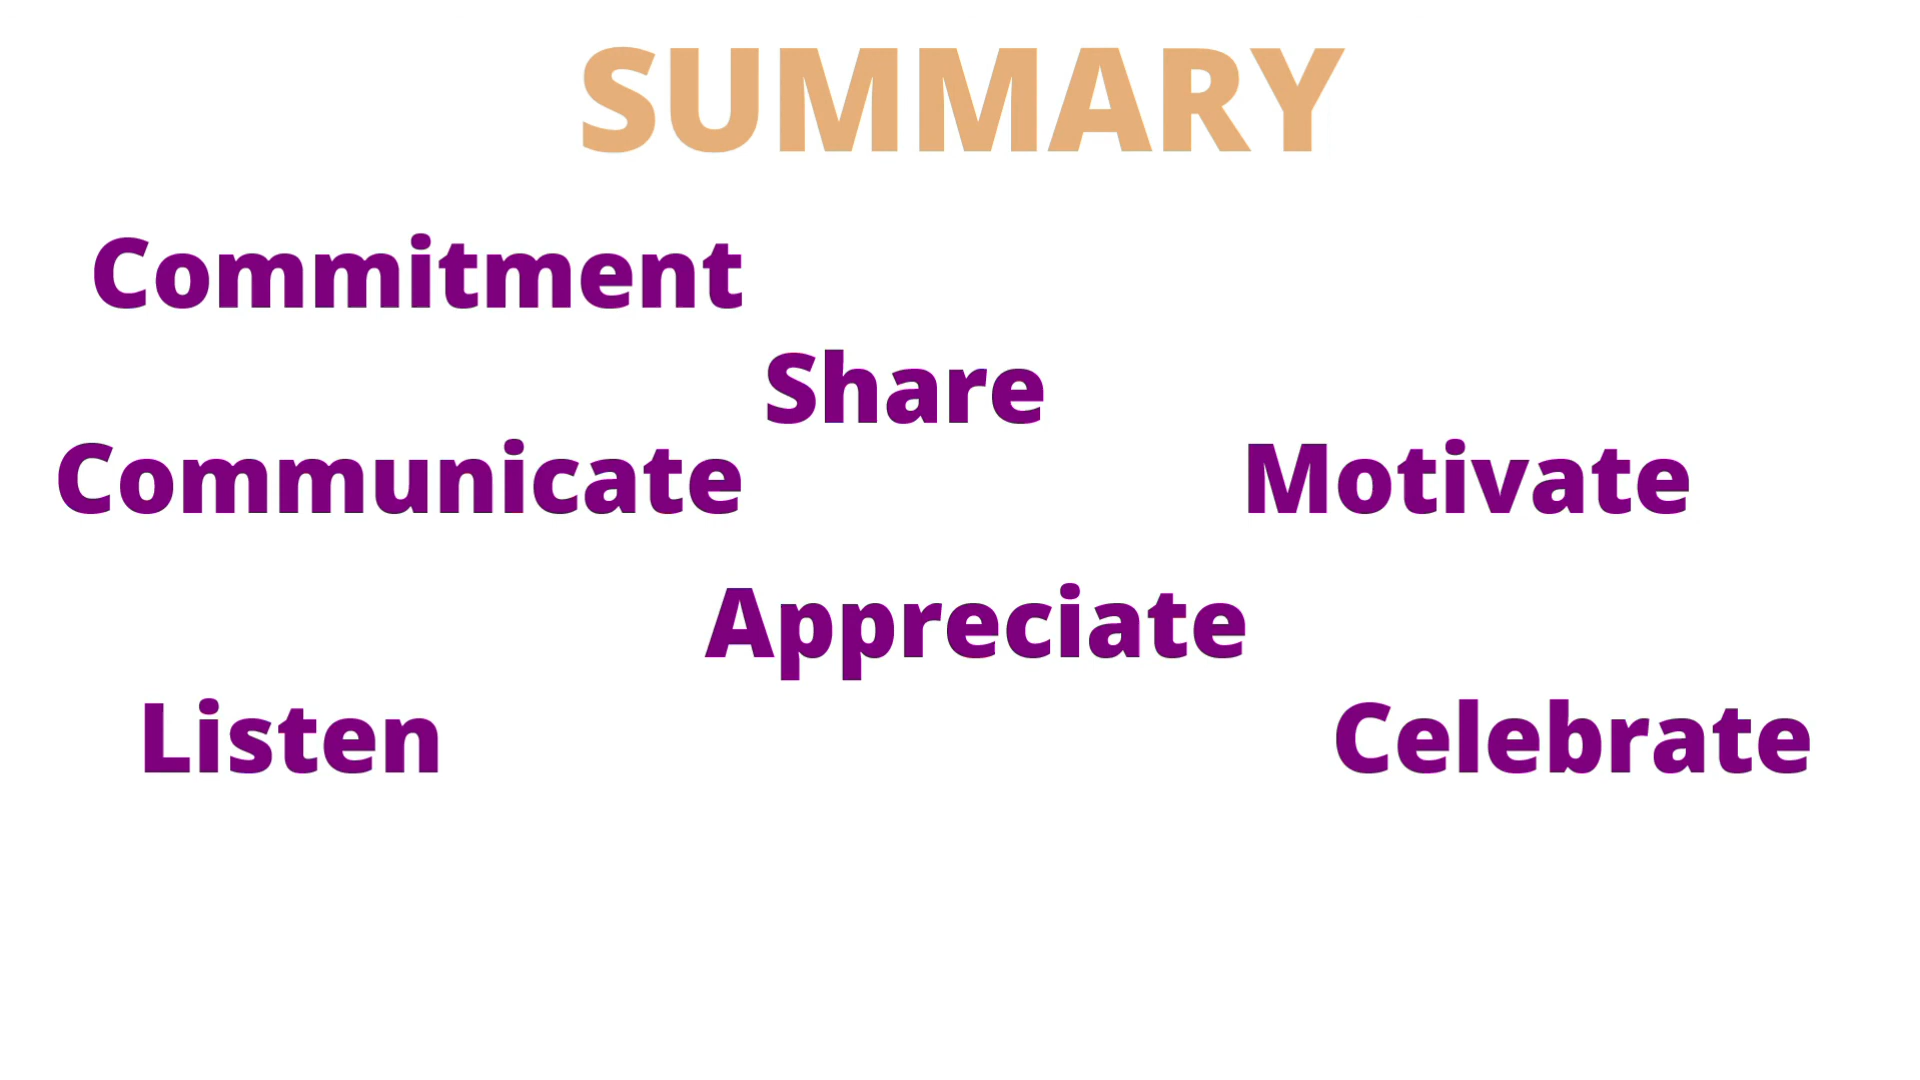 SUMMARY
Commitment
Share
Communicate
Motivate
Appreciate
Listen
Celebrate